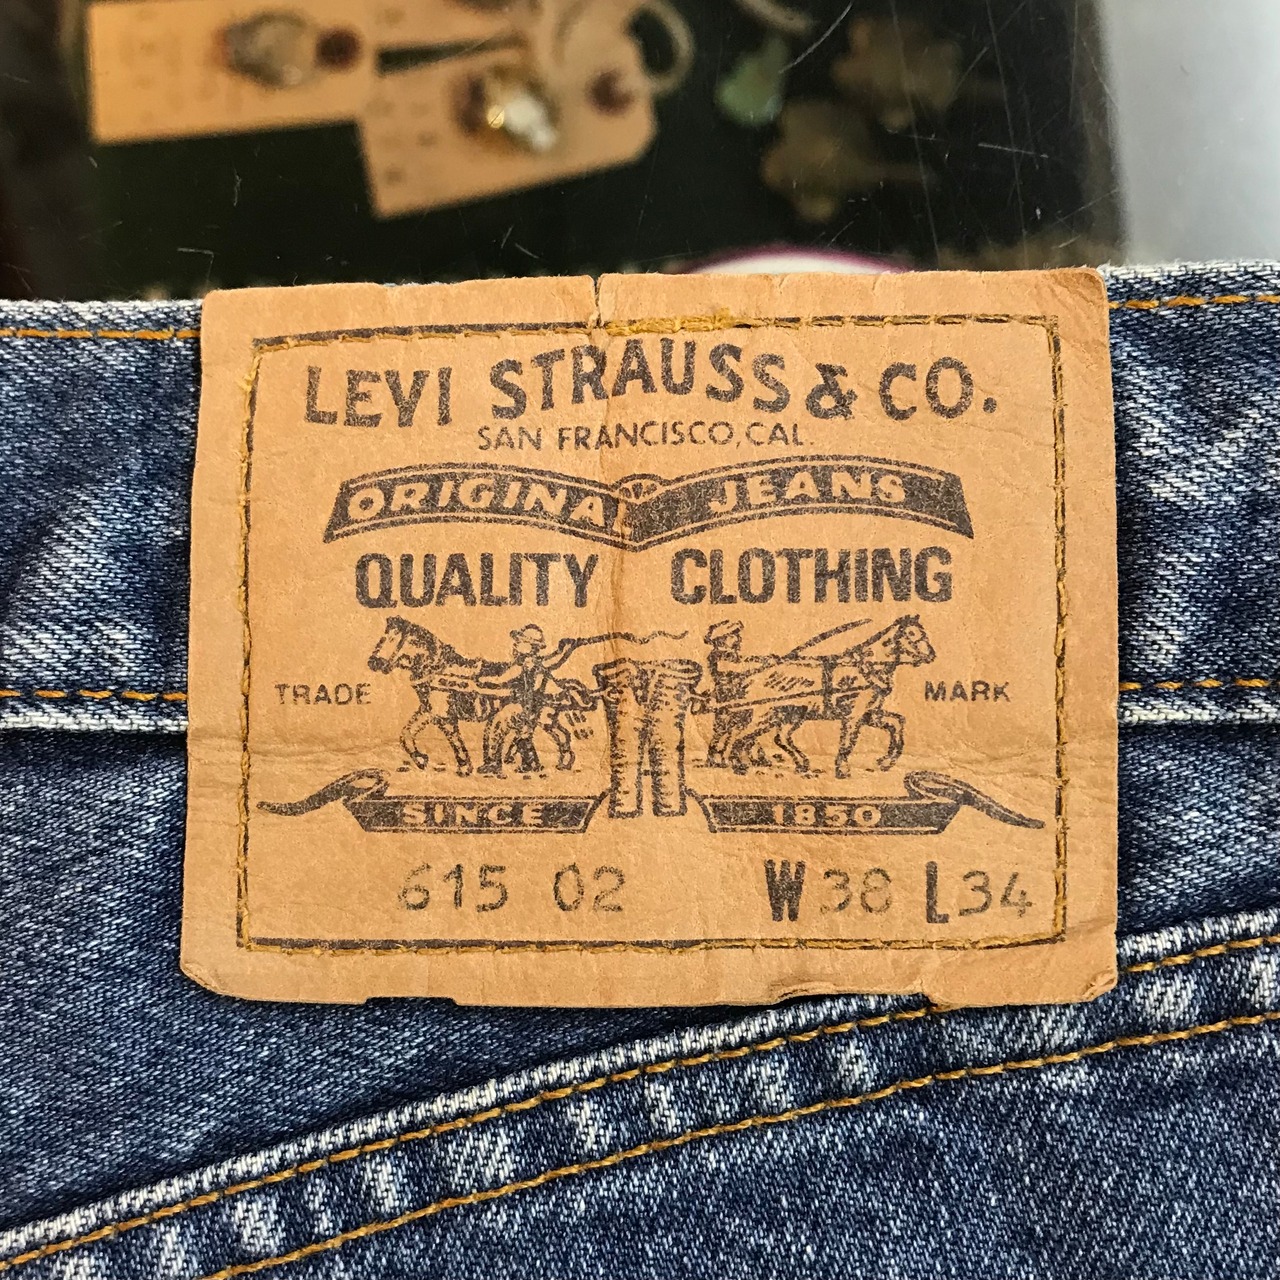 LEVI STRAUSS & CO.
SAN FRANCISCO, CAL.
ORIGINAL JEANS
QUALITY CLOTHING
TRADE MARK
SINCE 1850
615 02 W38 L34